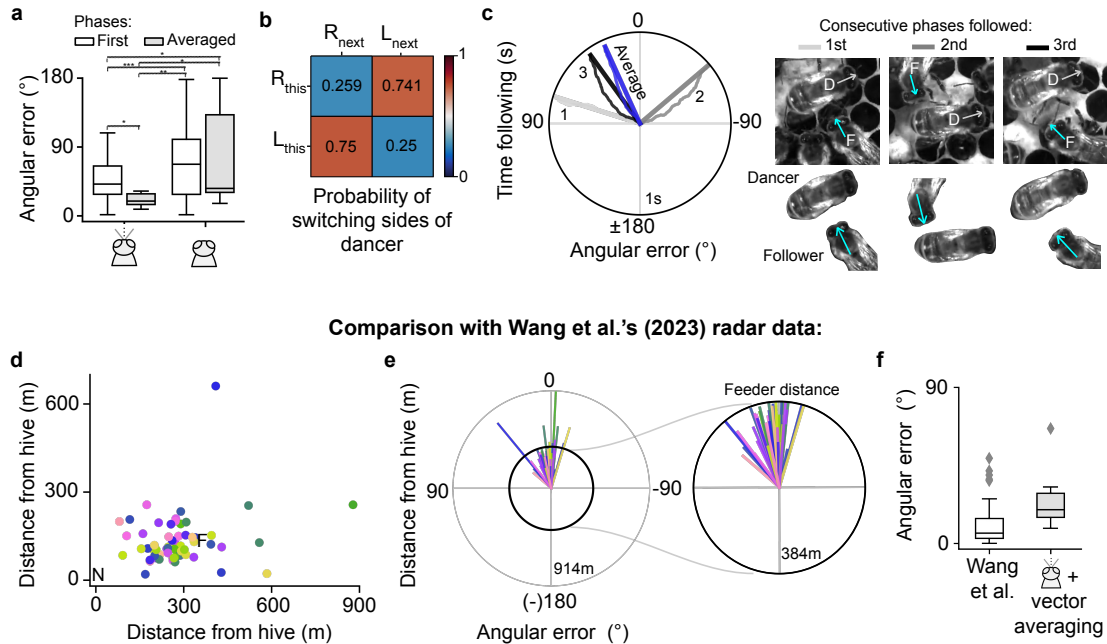 a
Phases:
First Averaged
* * *** ** *
180
90
0
Angular error (°)
b
Rnext Lnext
Rthis
Lthis
0.259 0.741
0.75 0.25
1
0
Probability of
switching sides of
dancer
c
0
Time following (s)
90
-90
±180
1
2
3
Average
1s
Angular error (°)
Consecutive phases followed:
1st 2nd 3rd
D
F
F
D
D
F
Dancer
Follower
Comparison with Wang et al.'s (2023) radar data:
d
Distance from hive (m)
600
300
0
N
F
0 300 600 900
Distance from hive (m)
e
Distance from hive (m)
0
90
-90
914m
(-)180
Angular error (°)
Feeder distance
384m
f
Angular error (°)
90
0
Wang
et al.
+
vector
averaging